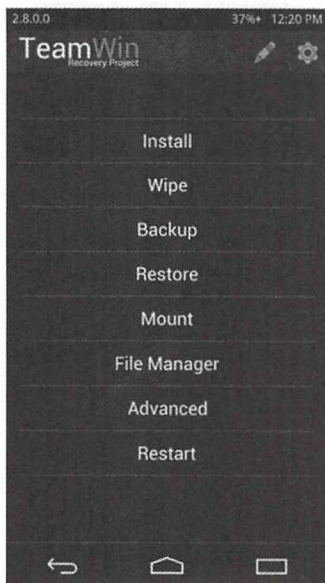 2.8.0.0 37%+ 12:20 PM
TeamWin
Recovery Project
Install
Wipe
Backup
Restore
Mount
File Manager
Advanced
Restart